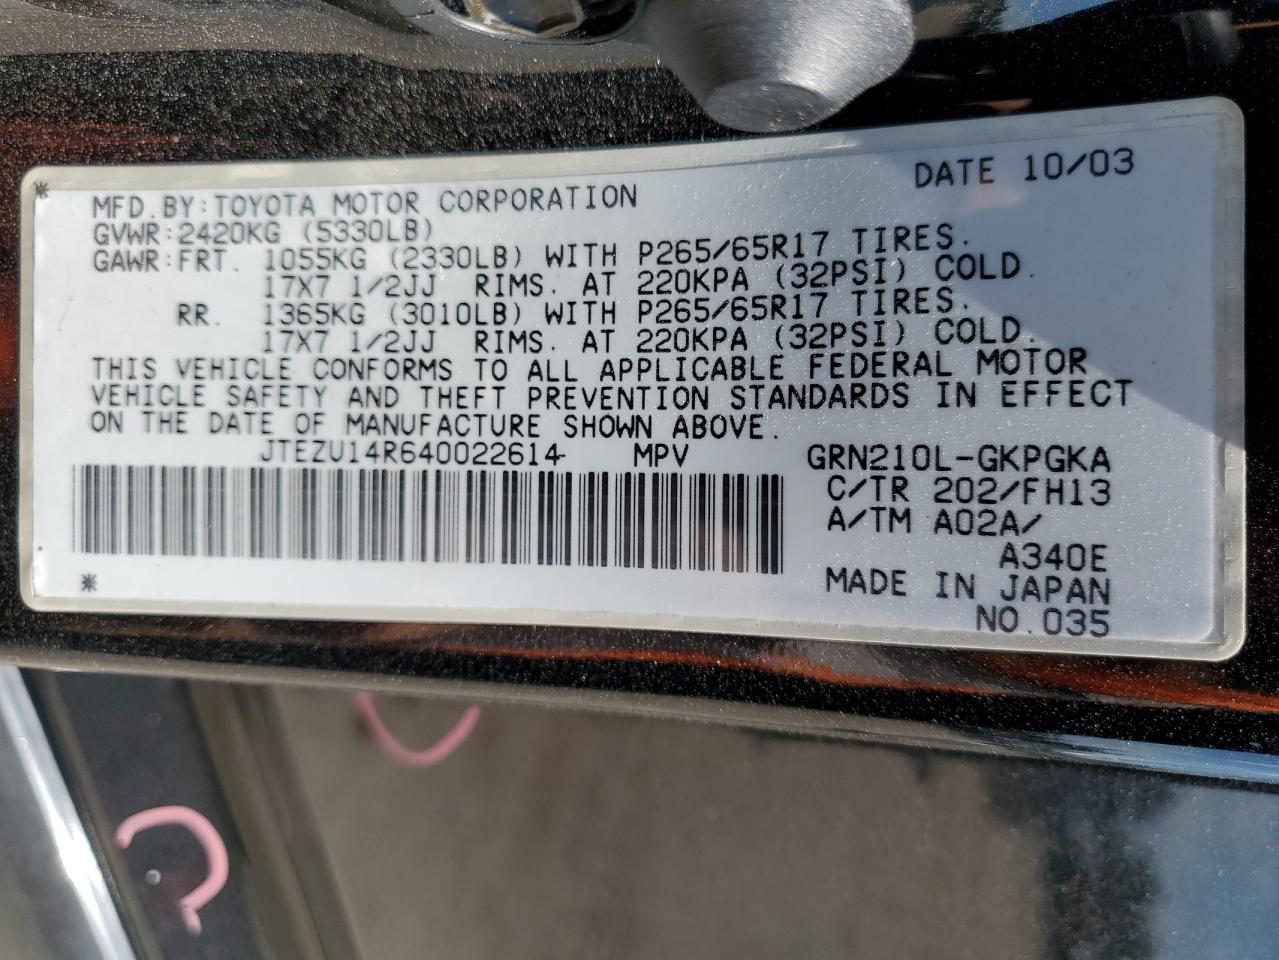 DATE 10/03
MFD. BY: TOYOTA MOTOR CORPORATION
GVWR: 2420KG (5330LB)
GAWR: FRT. 1055KG (2330LB) WITH P265/65R17 TIRES.
17X7 1/2JJ RIMS. AT 220KPA (32PSI) COLD.
RR. 1365KG (3010LB) WITH P265/65R17 TIRES.
17X7 1/2JJ RIMS. AT 220KPA (32PSI) COLD.
THIS VEHICLE CONFORMS TO ALL APPLICABLE FEDERAL MOTOR
VEHICLE SAFETY AND THEFT PREVENTION STANDARDS IN EFFECT
ON THE DATE OF MANUFACTURE SHOWN ABOVE.
JTEZU14R640022614 MPV GRN210L-GKPGKA
C/TR 202/FH13
A/TM A02A/
A340E
MADE IN JAPAN
NO.035